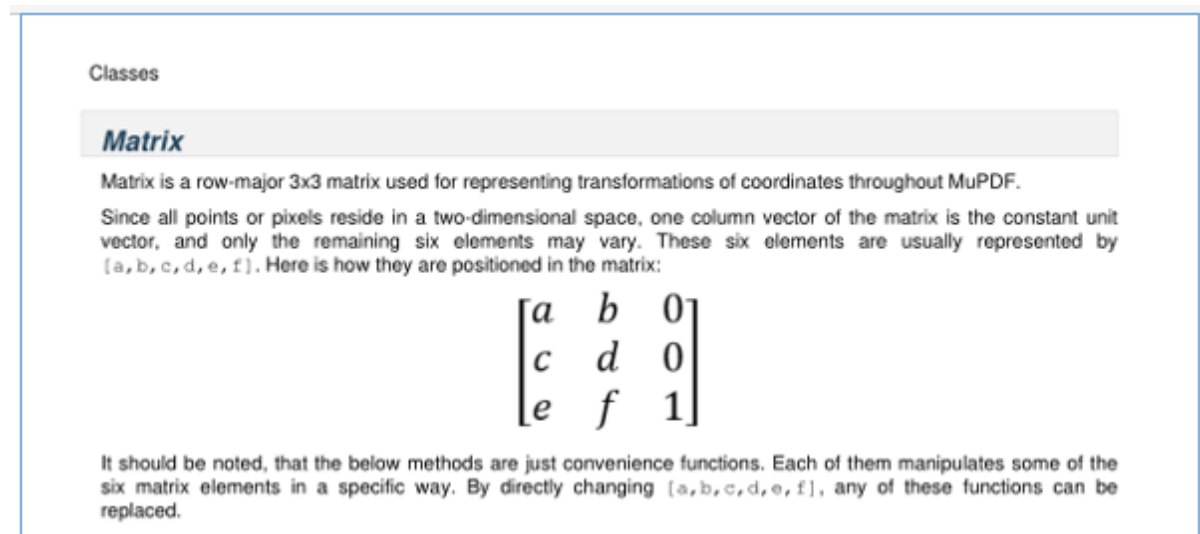 Classes
Matrix
Matrix is a row-major 3x3 matrix used for representing transformations of coordinates throughout MuPDF.
Since all points or pixels reside in a two-dimensional space, one column vector of the matrix is the constant unit
vector, and only the remaining six elements may vary. These six elements are usually represented by
[a,b,c,d,e,f]. Here is how they are positioned in the matrix:
a b 0
c d 0
e f 1
It should be noted, that the below methods are just convenience functions. Each of them manipulates some of the
six matrix elements in a specific way. By directly changing [a,b,c,d,e,f], any of these functions can be
replaced.